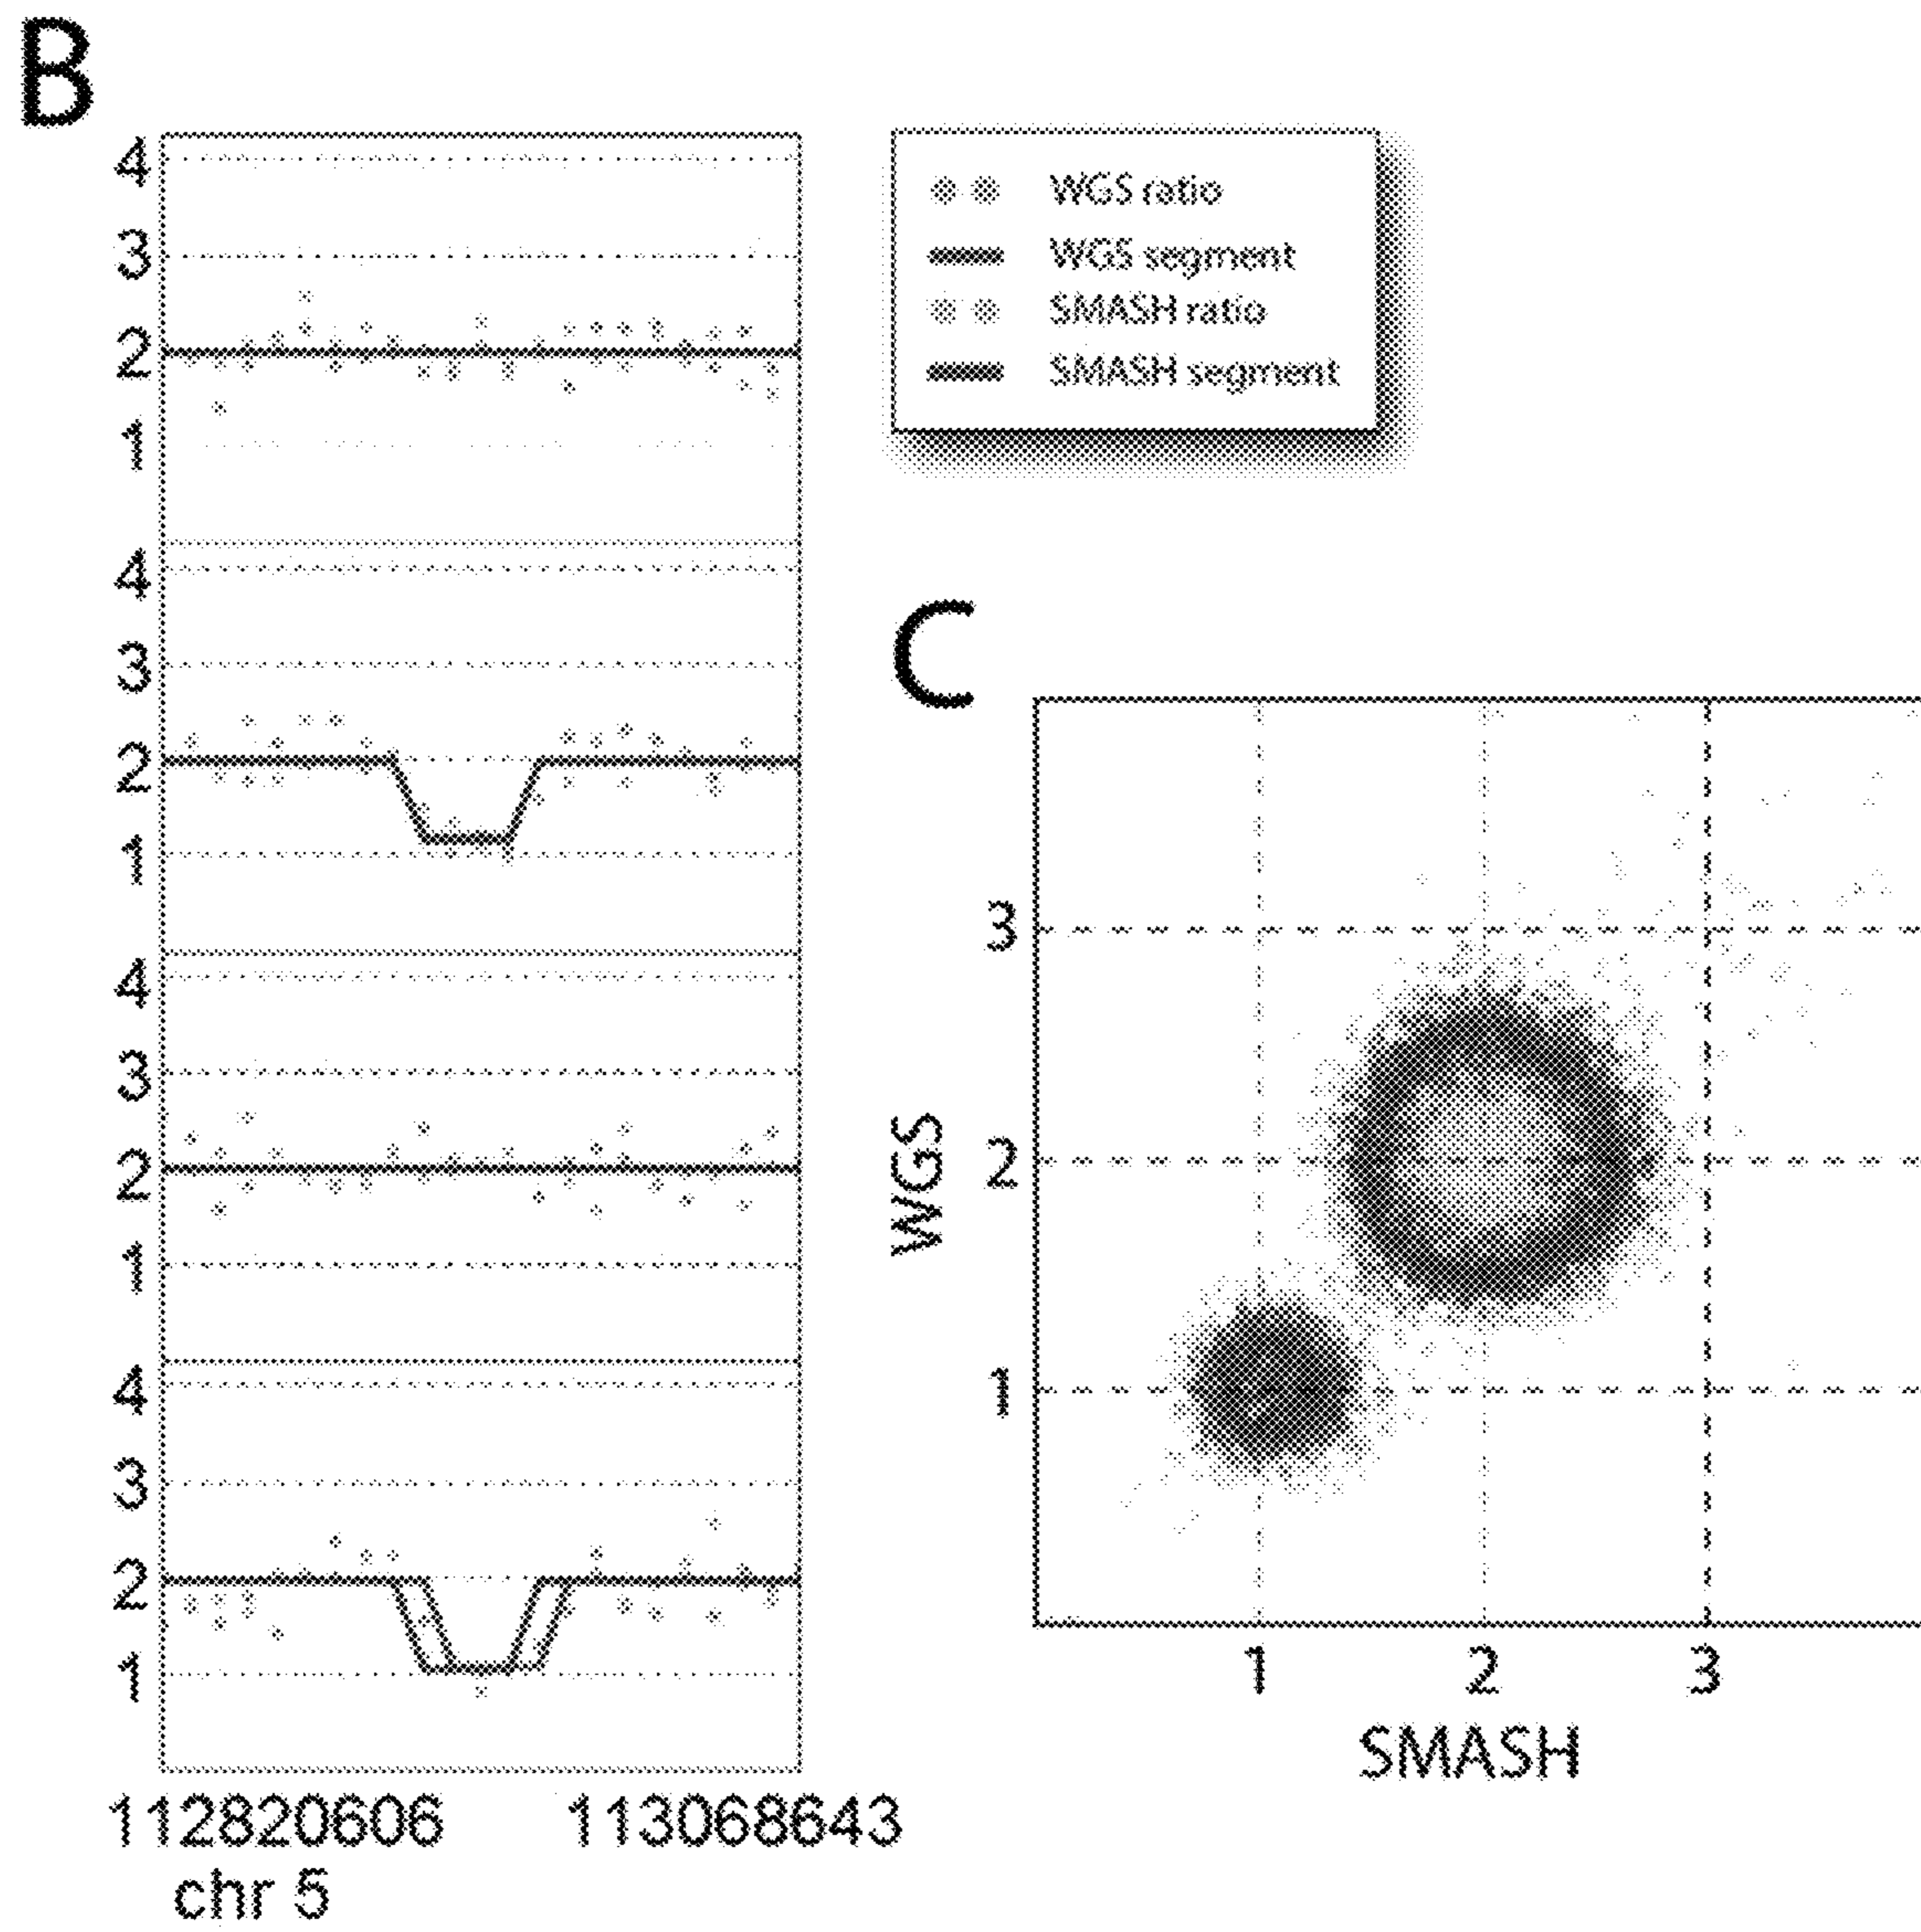 B
4
3
2
1
4
3
2
1
4
3
2
1
4
3
2
1
112820606 113068643
chr 5
WGS ratio
WGS segment
SMASH ratio
SMASH segment
C
WGS
3
2
1
1 2 3
SMASH